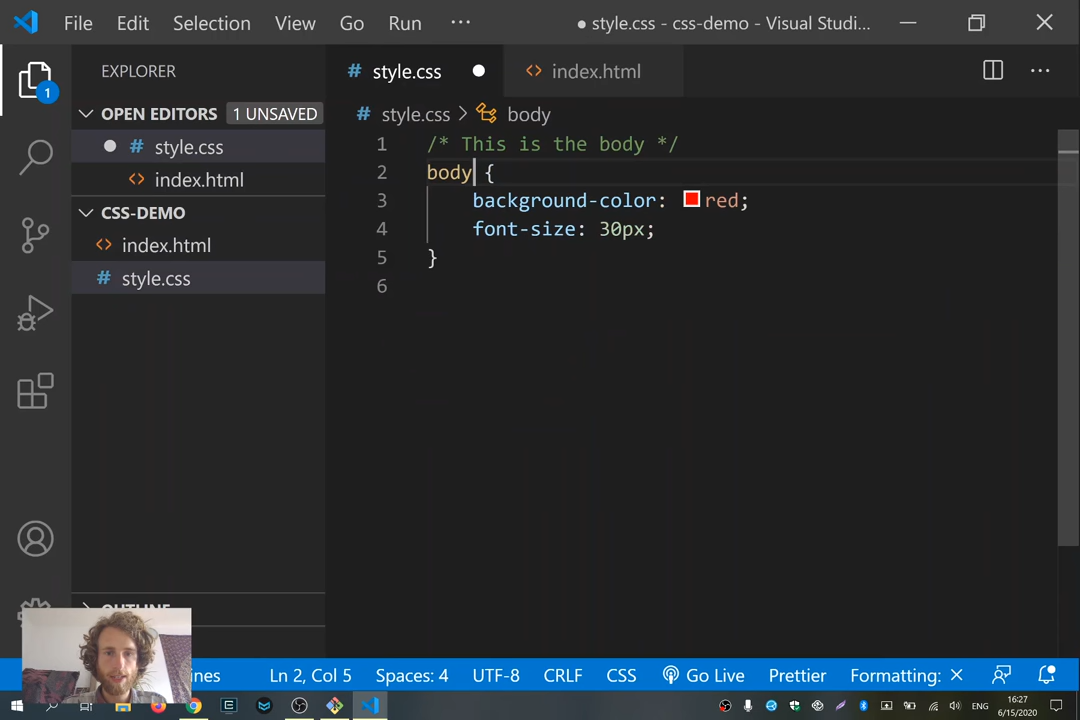 File Edit Selection View Go Run ··· ● style.css - css-demo - Visual Studi...
EXPLORER
OPEN EDITORS 1 UNSAVED
style.css
index.html
CSS-DEMO
index.html
style.css
OUTLINE
1
style.css
index.html
style.css > body
1 /* This is the body */
2 body {
3 background-color: red;
4 font-size: 30px;
5 }
6
Ln 2, Col 5 Spaces: 4 UTF-8 CRLF CSS Go Live Prettier Formatting: ×
ENG
16:27
6/15/2020